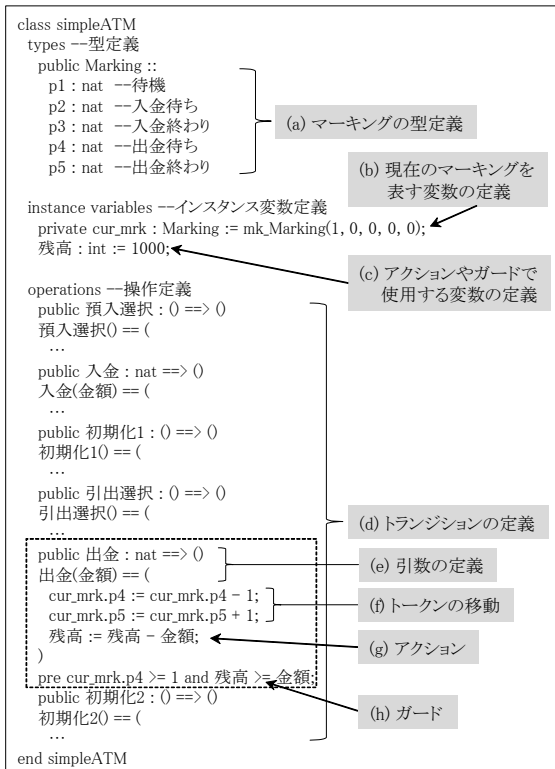 class simpleATM
types --型定義
public Marking ::
p1 : nat --待機
p2 : nat --入金待ち
p3 : nat --入金終わり
p4 : nat --出金待ち
p5 : nat --出金終わり
(a) マーキングの型定義
(b) 現在のマーキングを
表す変数の定義
instance variables --インスタンス変数定義
private cur_mrk : Marking := mk_Marking(1, 0, 0, 0, 0);
残高 : int := 1000;
(c) アクションやガードで
使用する変数の定義
operations --操作定義
public 預入選択 : () ==> ()
預入選択() == (
…
public 入金 : nat ==> ()
入金(金額) == (
…
public 初期化1 : () ==> ()
初期化1() == (
…
public 引出選択 : () ==> ()
引出選択() == (
…
(d) トランジションの定義
public 出金 : nat ==> ()
出金(金額) == (
(e) 引数の定義
cur_mrk.p4 := cur_mrk.p4 - 1;
cur_mrk.p5 := cur_mrk.p5 + 1;
(f) トークンの移動
残高 := 残高 - 金額;
(g) アクション
)
pre cur_mrk.p4 >= 1 and 残高 >= 金額;
(h) ガード
public 初期化2 : () ==> ()
初期化2() == (
…
end simpleATM